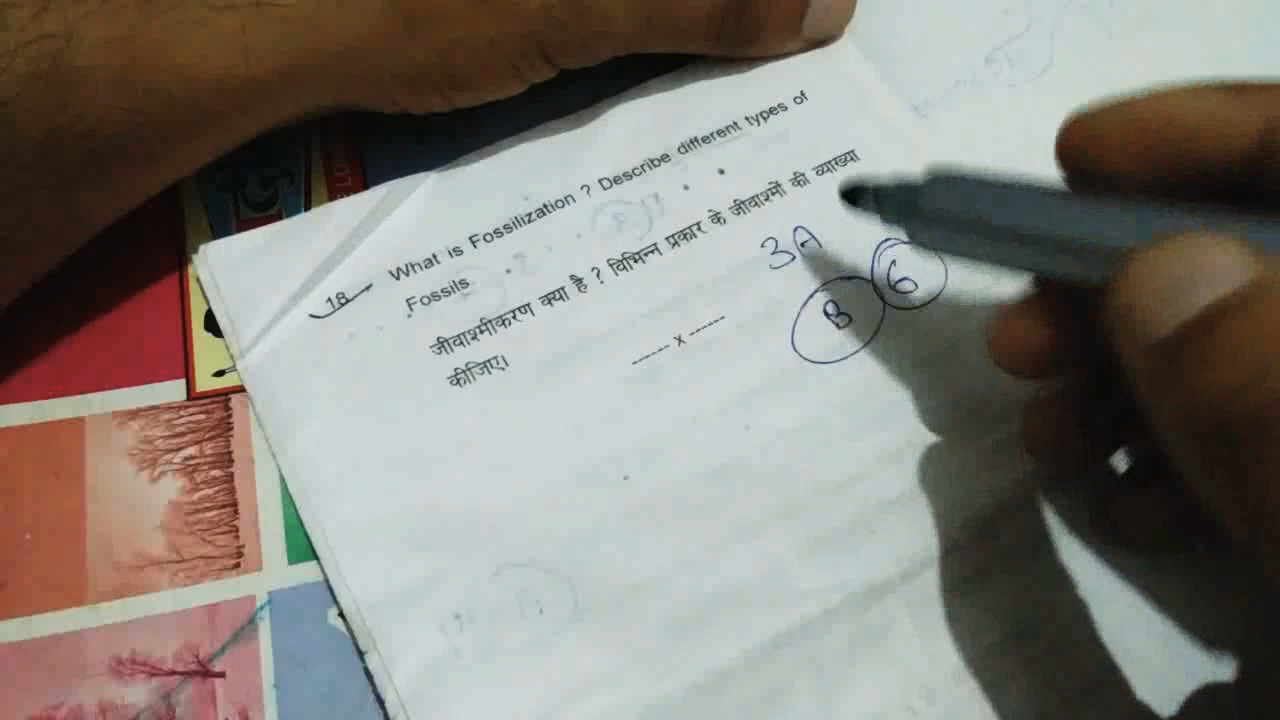 18 What is Fossilization ? Describe different types of
Fossils
जीवाश्मीकरण क्या है ? विभिन्न प्रकार के जीवाश्मों की व्याख्या
कीजिए।
------ x ------
3A
B 6